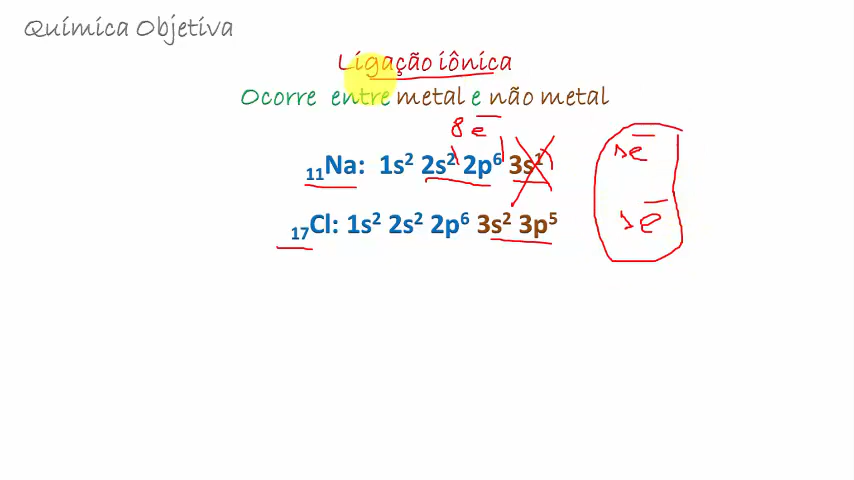 Química Objetiva
Ligação iônica
Ocorre entre metal e não metal
8 e⁻
₁₁Na: 1s² 2s² 2p⁶ 3s¹
1e⁻
₁₇Cl: 1s² 2s² 2p⁶ 3s² 3p⁵
1e⁻